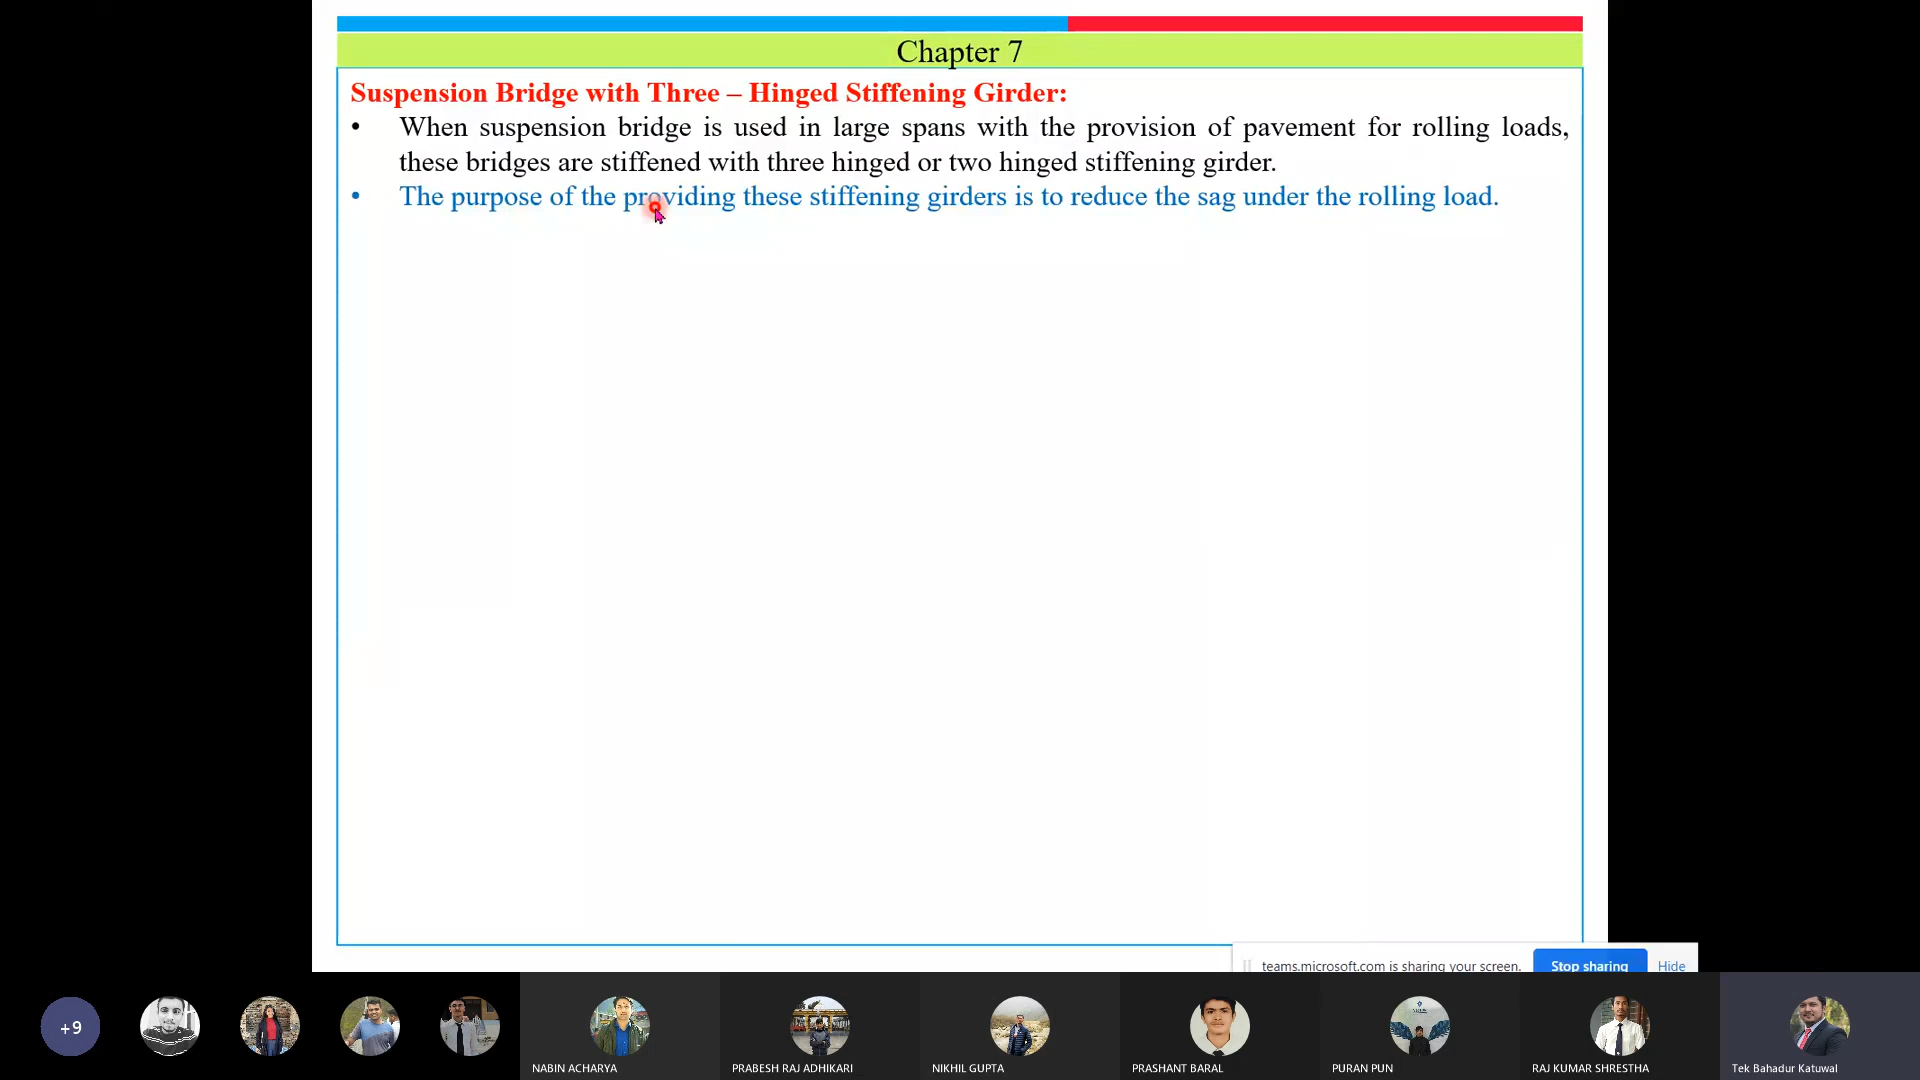 Chapter 7
Suspension Bridge with Three – Hinged Stiffening Girder:
• When suspension bridge is used in large spans with the provision of pavement for rolling loads,
these bridges are stiffened with three hinged or two hinged stiffening girder.
• The purpose of the providing these stiffening girders is to reduce the sag under the rolling load.
teams.microsoft.com is sharing your screen. Stop sharing Hide
+9
NABIN ACHARYA PRABESH RAJ ADHIKARI NIKHIL GUPTA PRASHANT BARAL PURAN PUN RAJ KUMAR SHRESTHA Tek Bahadur Katuwal